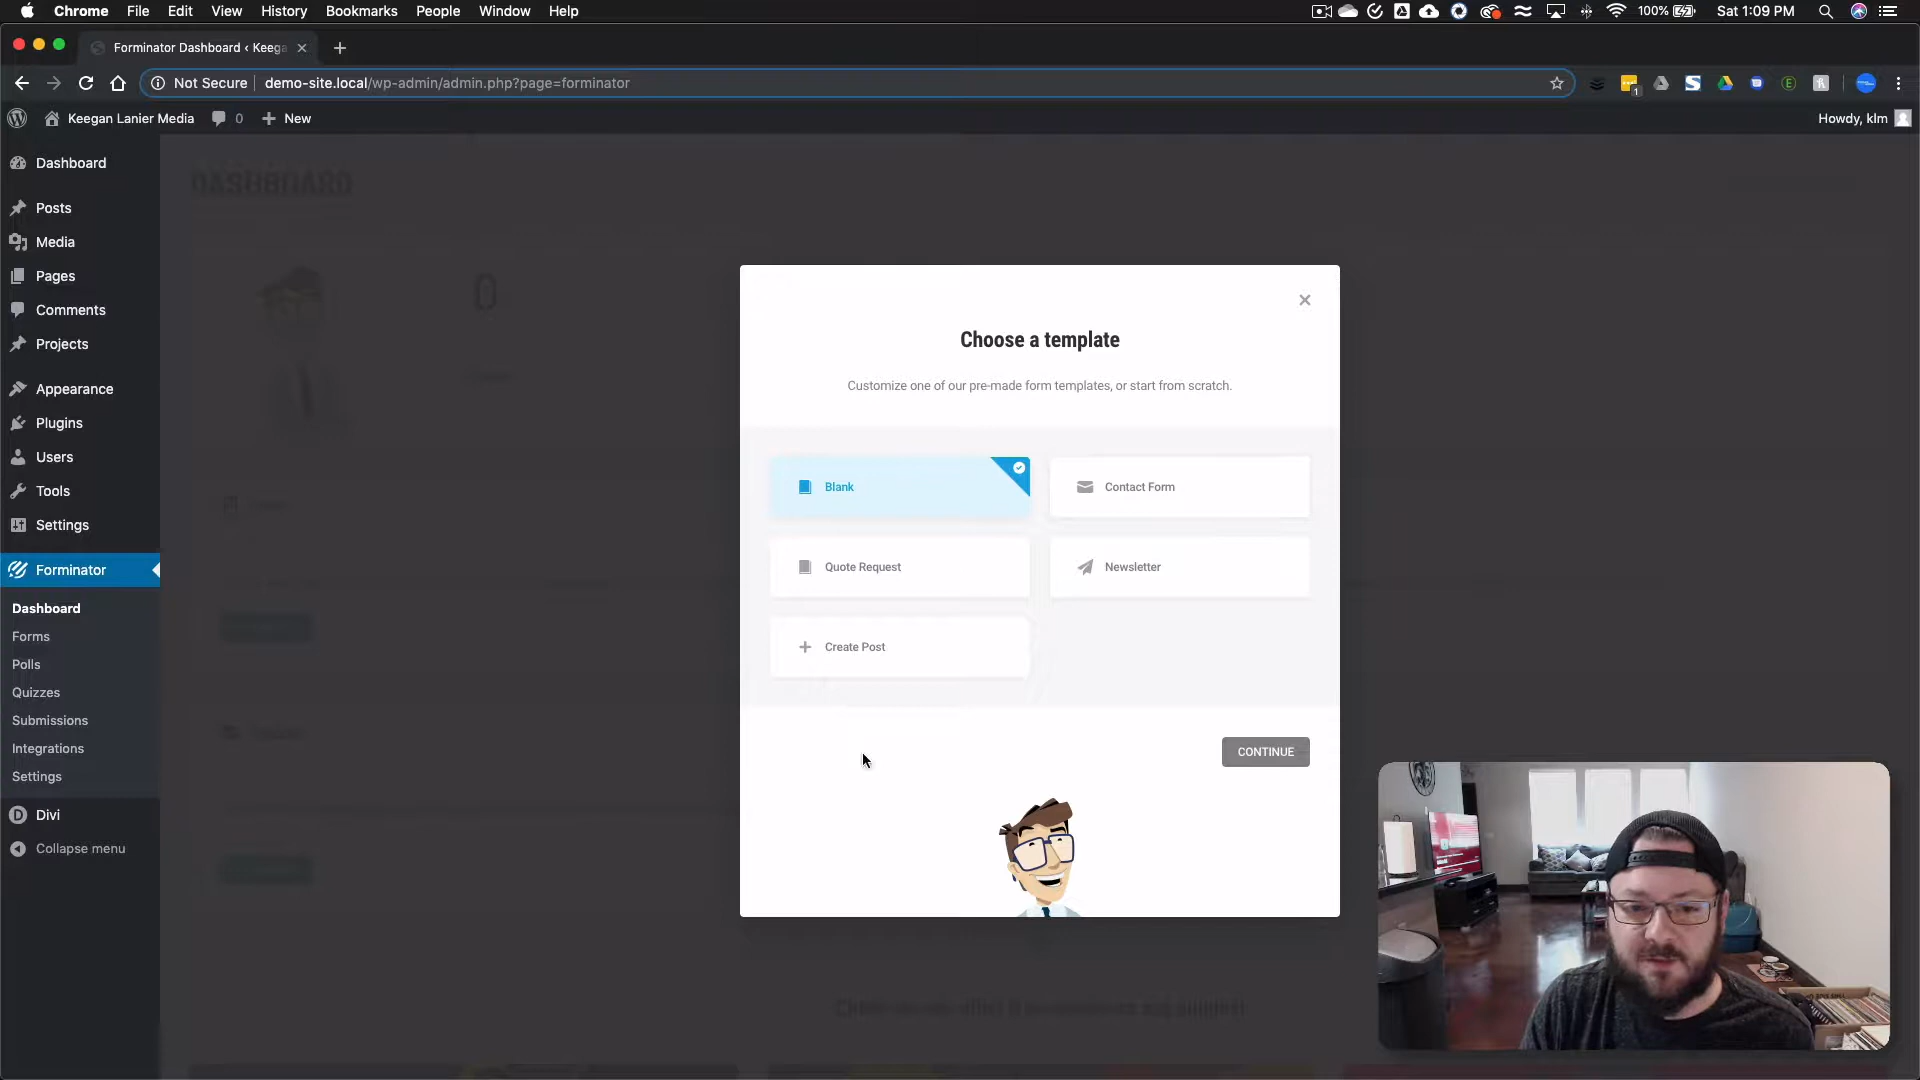 Chrome File Edit View History Bookmarks People Window Help 100% Sat 1:09 PM
Forminator Dashboard ‹ Keega
Not Secure demo-site.local/wp-admin/admin.php?page=forminator
Keegan Lanier Media 0 New Howdy, klm
Dashboard
Posts
Media
Pages
Comments
Projects
Appearance
Plugins
Users
Tools
Settings
Forminator
Dashboard
Forms
Polls
Quizzes
Submissions
Integrations
Settings
Divi
Collapse menu
DASHBOARD
0
Choose a template
Customize one of our pre-made form templates, or start from scratch.
Blank
Contact Form
Quote Request
Newsletter
Create Post
CONTINUE